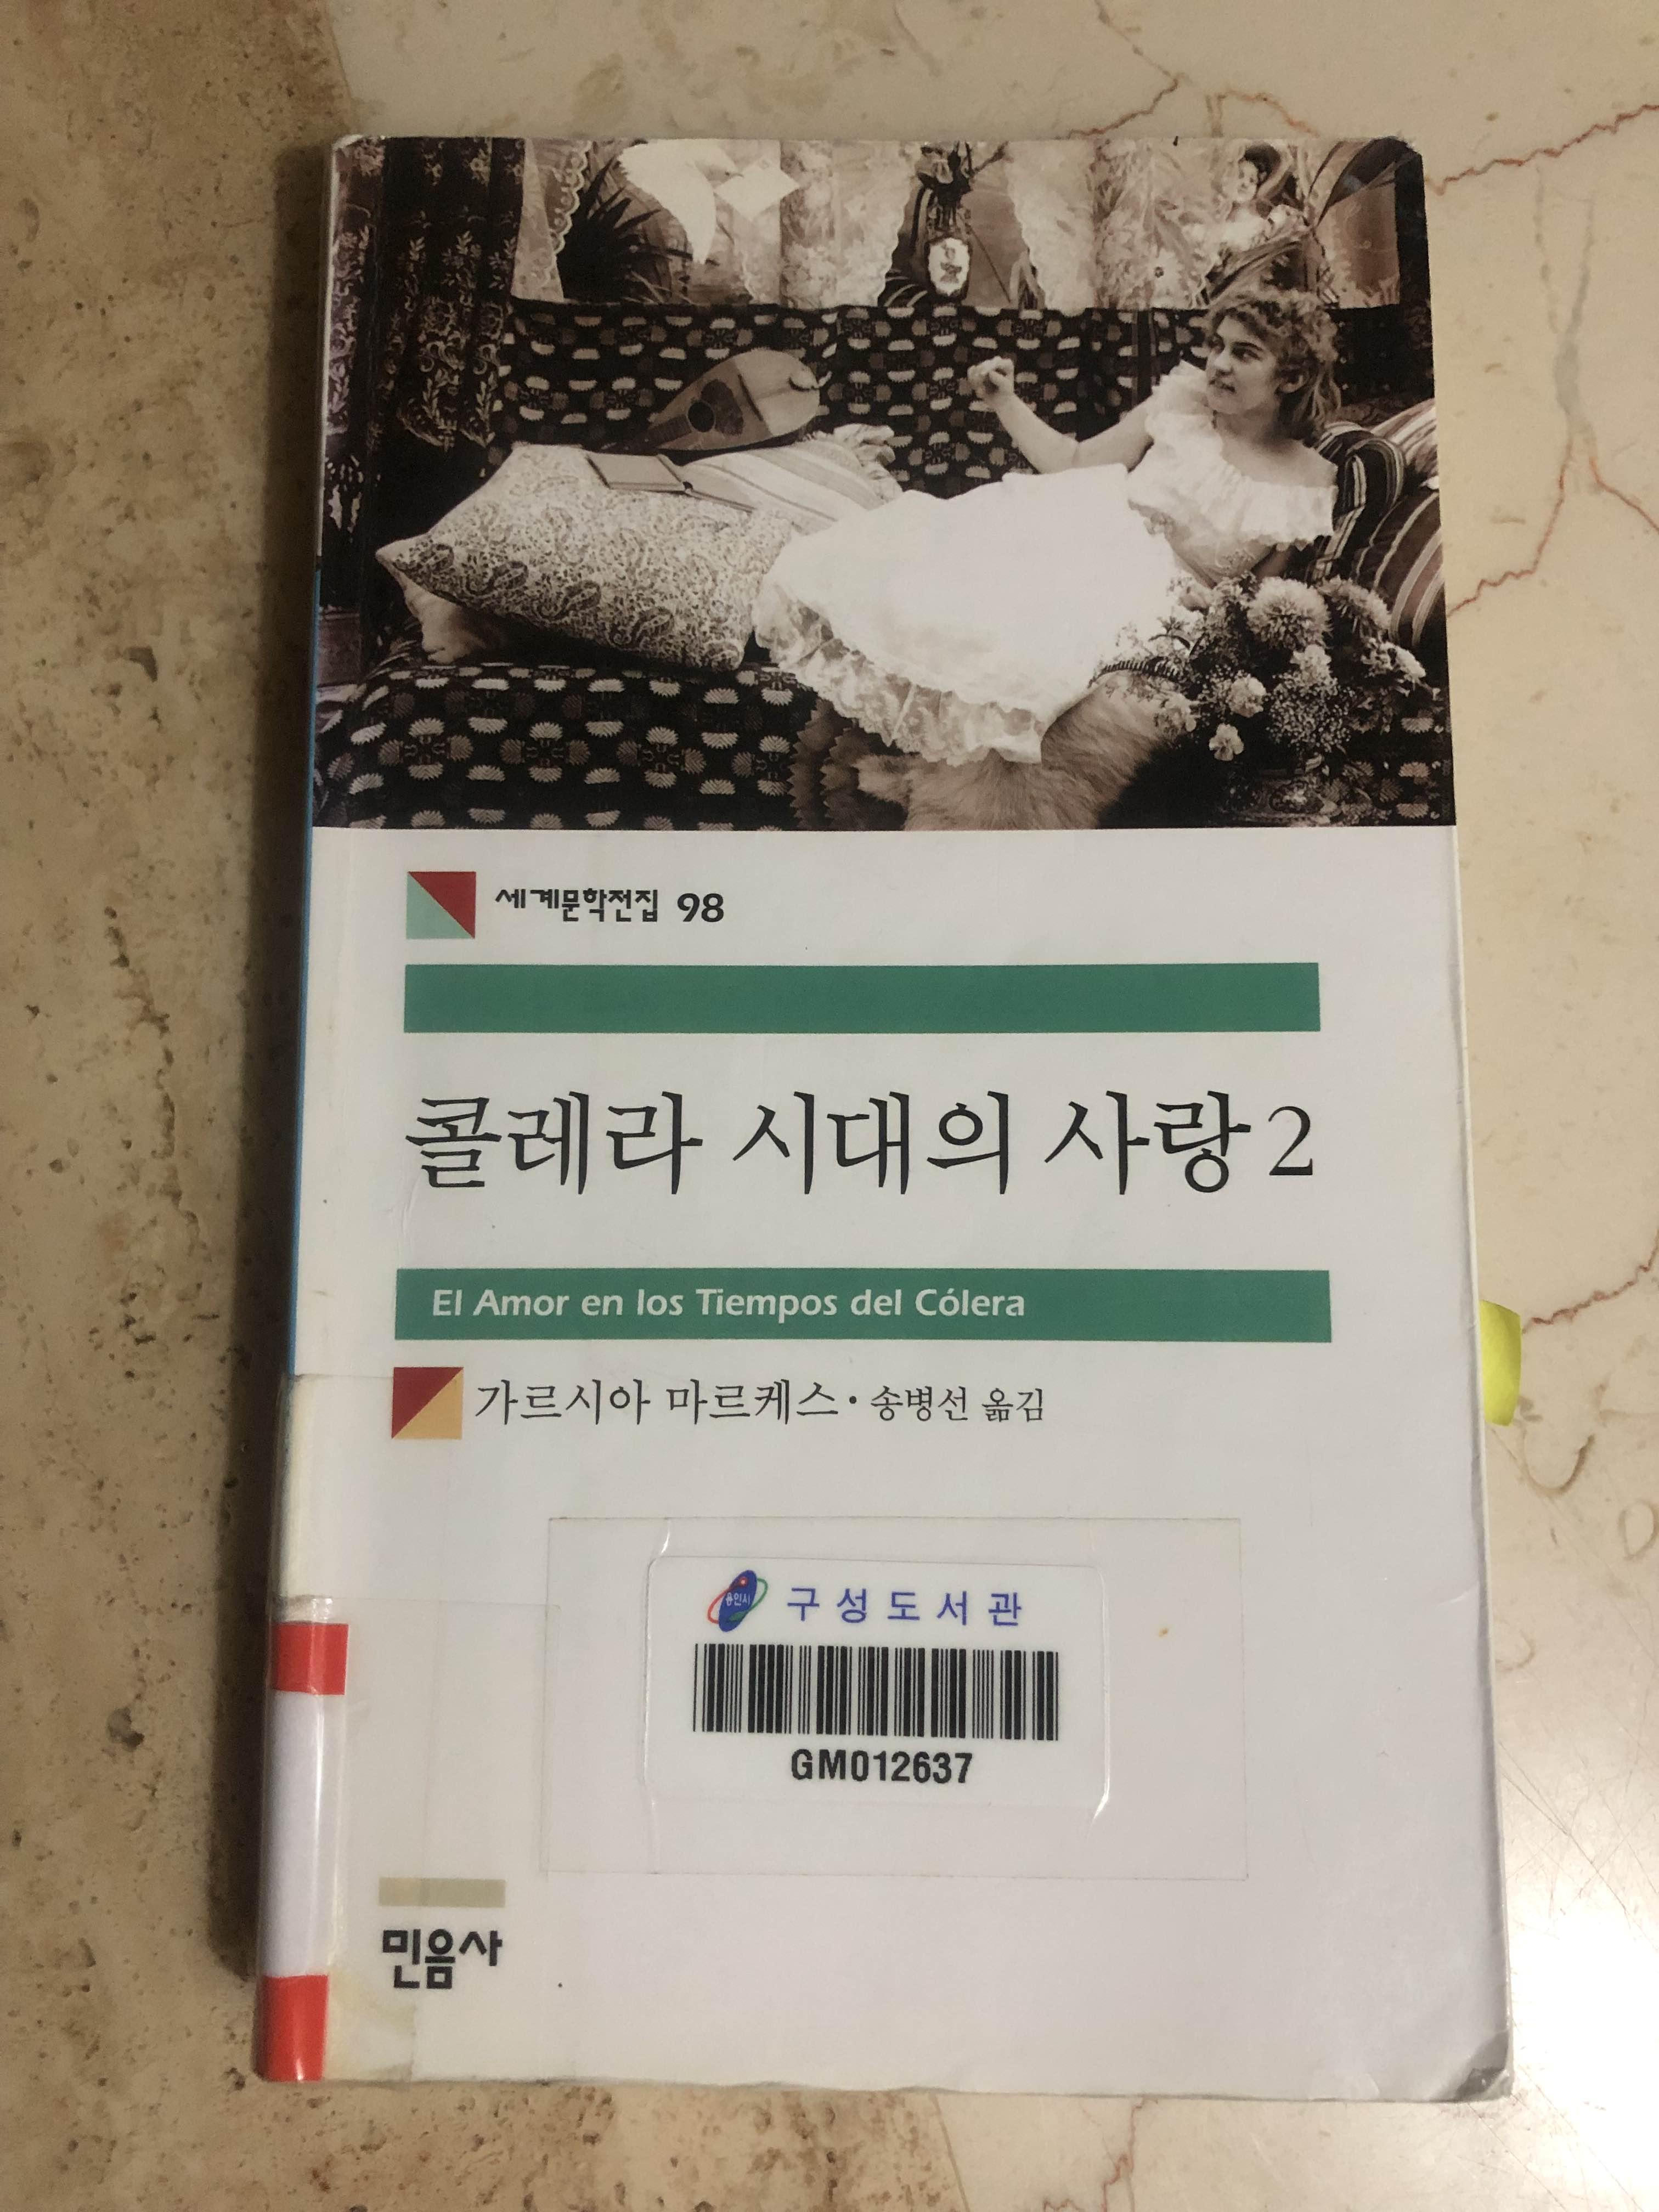 세계문학전집 98
콜레라 시대의 사랑 2
El Amor en los Tiempos del Cólera
가르시아 마르케스 · 송병선 옮김
용인시 구성도서관
GM012637
민음사